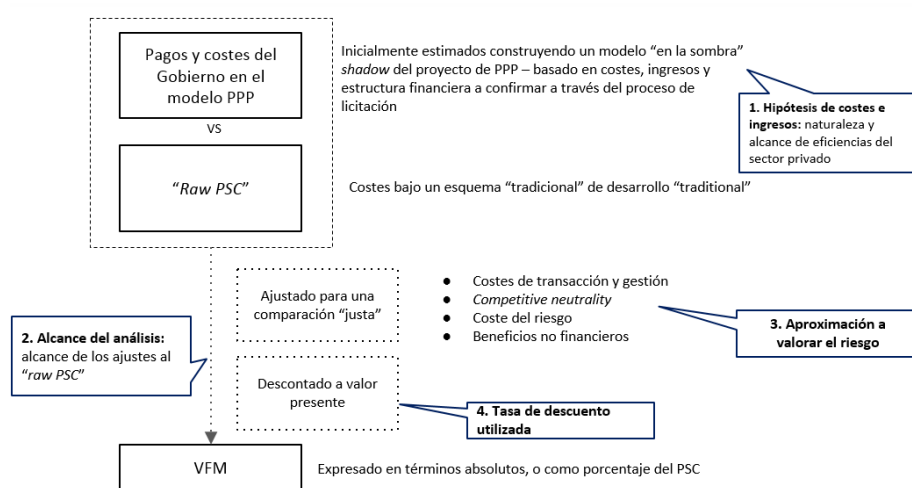 Pagos y costes del
Gobierno en el
modelo PPP
Inicialmente estimados construyendo un modelo “en la sombra”
shadow del proyecto de PPP – basado en costes, ingresos y
estructura financiera a confirmar a través del proceso de
licitación
1. Hipótesis de costes e
ingresos: naturaleza y
alcance de eficiencias del
sector privado
vs
“Raw PSC”
Costes bajo un esquema “tradicional” de desarrollo “traditional”
2. Alcance del análisis:
alcance de los ajustes al
“raw PSC”
Ajustado para una
comparación “justa”
● Costes de transacción y gestión
● Competitive neutrality
● Coste del riesgo
● Beneficios no financieros
3. Aproximación a
valorar el riesgo
Descontado a valor
presente
4. Tasa de descuento
utilizada
VFM
Expresado en términos absolutos, o como porcentaje del PSC